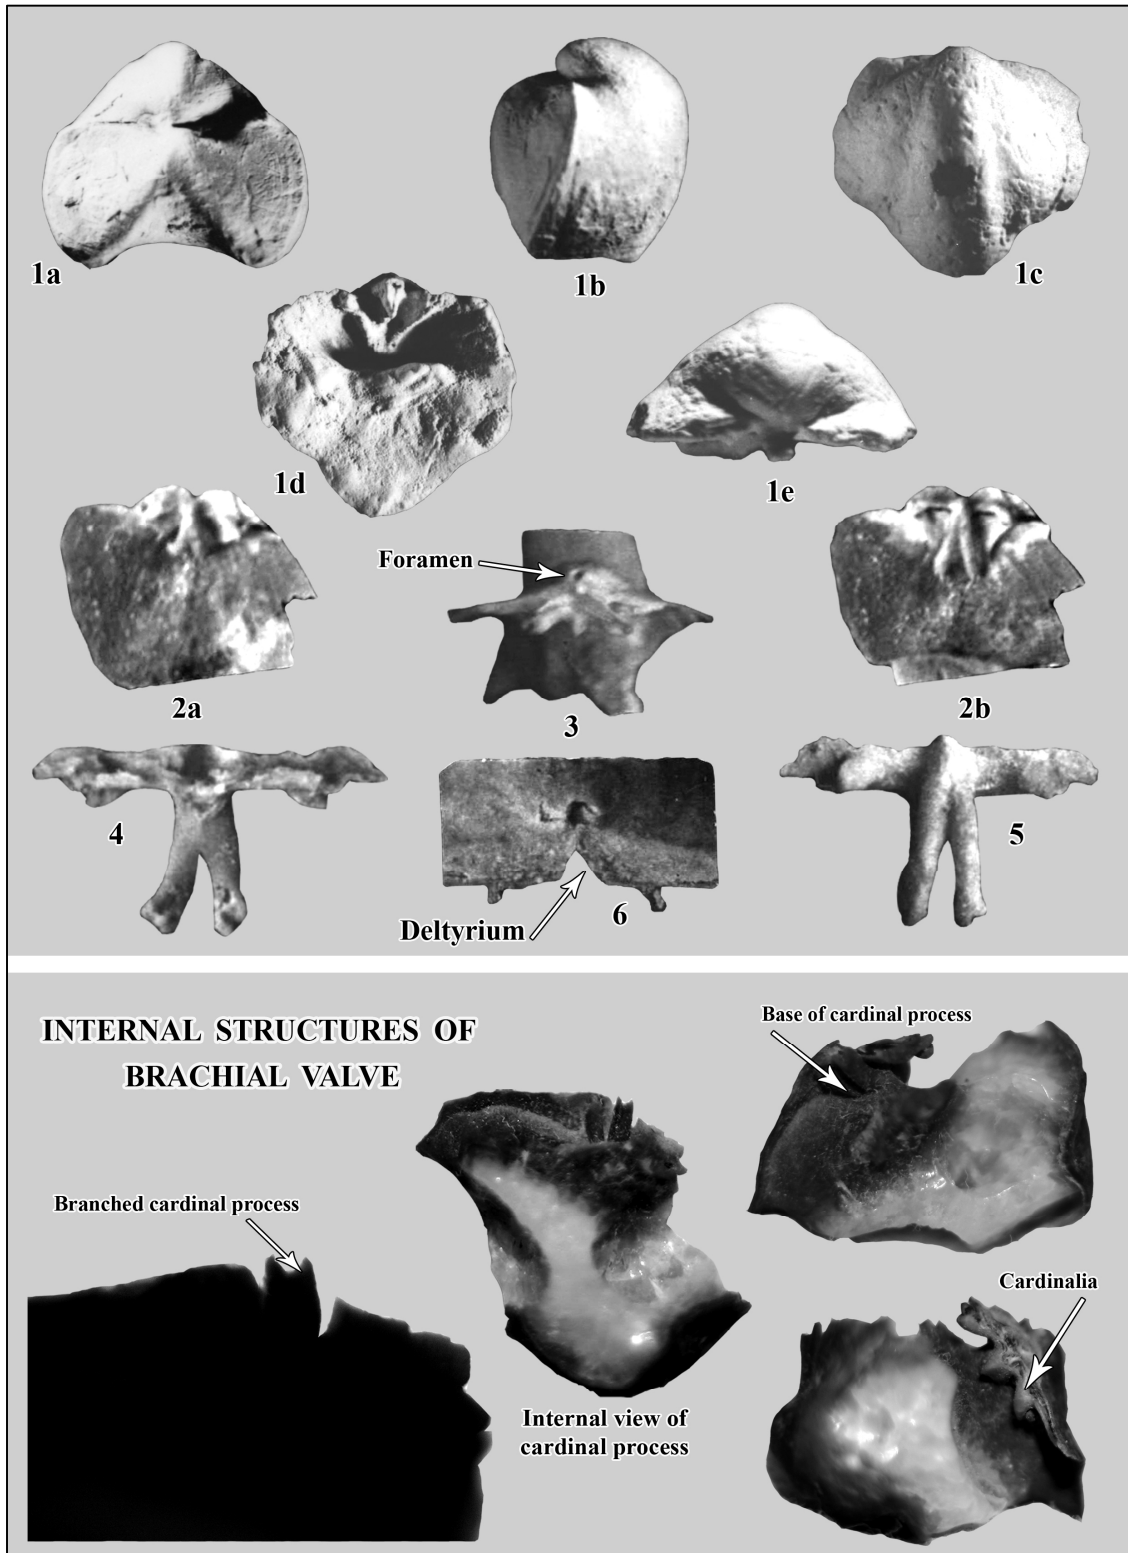 1a
1b
1c
1d
1e
Foramen
2a
3
2b
4
Deltyrium
6
5
INTERNAL STRUCTURES OF
BRACHIAL VALVE
Base of cardinal process
Branched cardinal process
Cardinalia
Internal view of
cardinal process